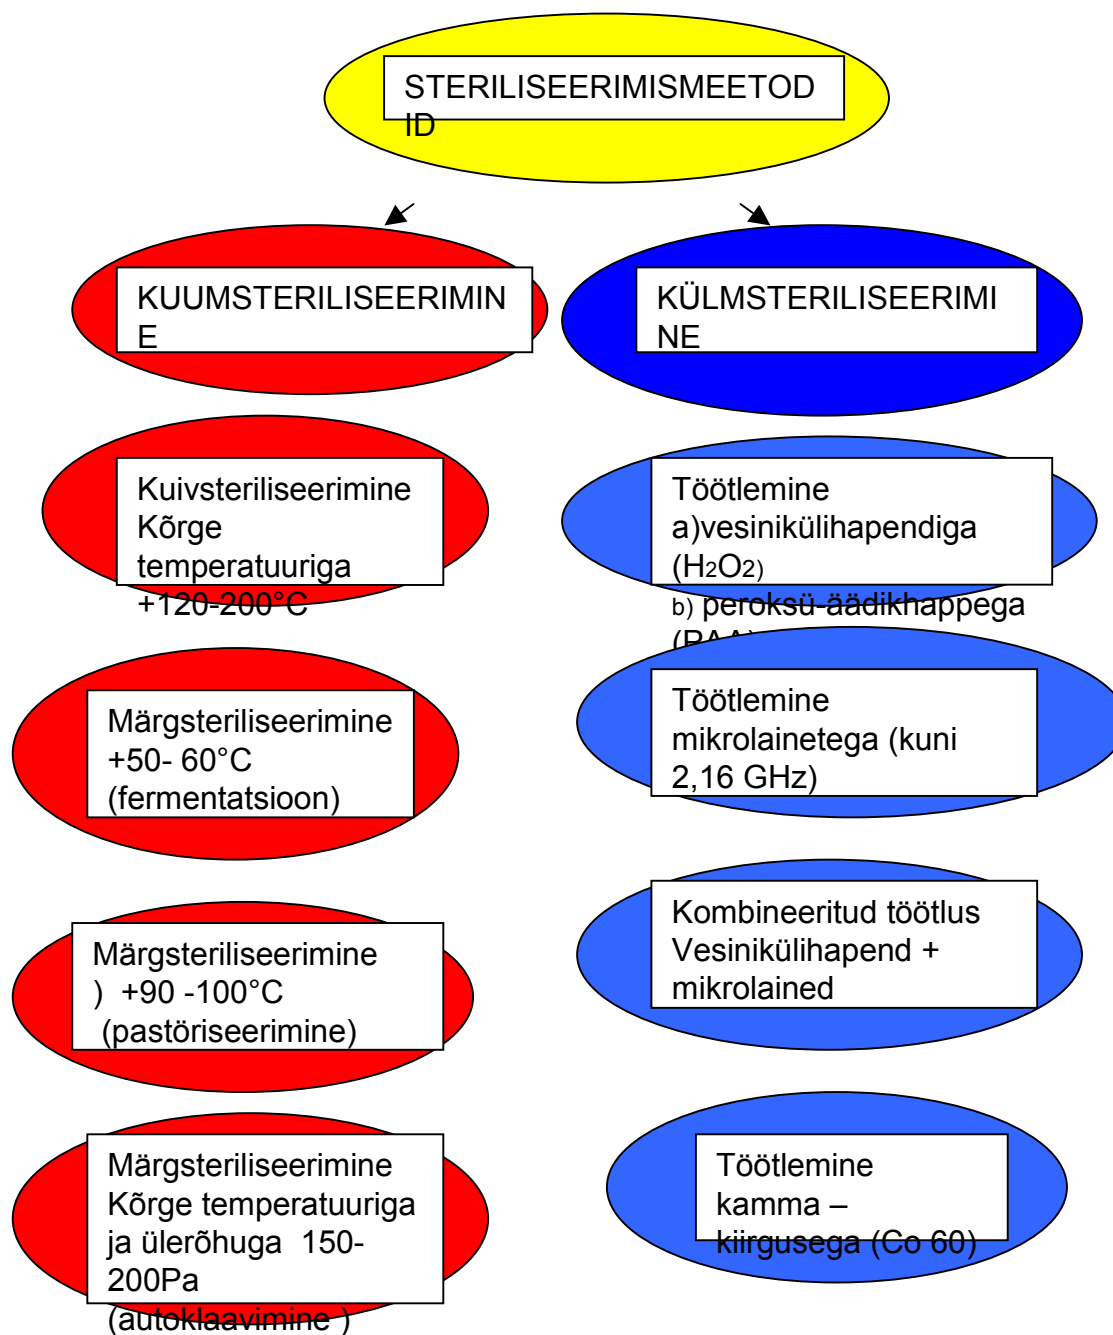 STERILISEERIMISMEETOD
ID
KUUMSTERILISEERIMIN
E
KÜLMSTERILISEERIMI
NE
Kuivsteriliseerimine
Kõrge
temperatuuriga
+120-200°C
Töötlemine
a)vesinikülihapendiga
(H2O2)
b) peroksü-äädikhappega
(PAA)
Märgsteriliseerimine
+50- 60°C
(fermentatsioon)
Töötlemine
mikrolainetega (kuni
2,16 GHz)
Märgsteriliseerimine
) +90 -100°C
(pastöriseerimine)
Kombineeritud töötlus
Vesinikülihapend +
mikrolained
Märgsteriliseerimine
Kõrge temperatuuriga
ja ülerõhuga 150-
200Pa
(autoklaavimine )
Töötlemine
kamma –
kiirgusega (Co 60)